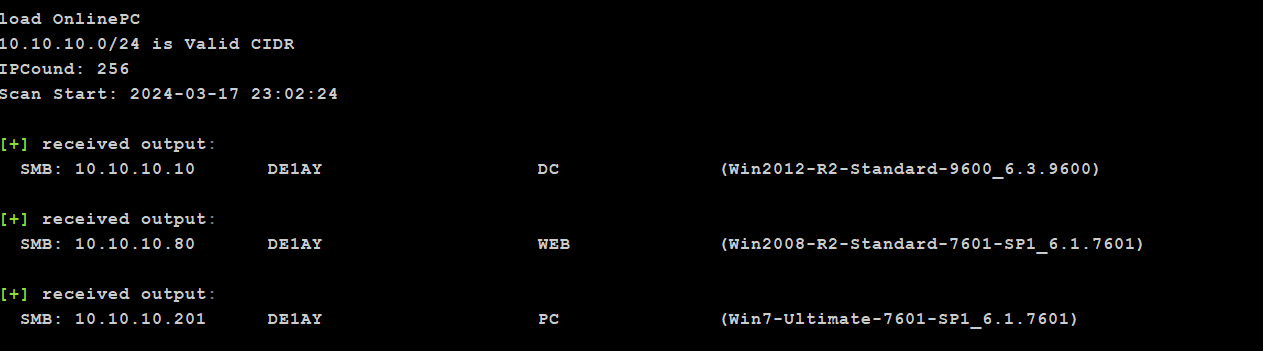 load OnlinePC
10.10.10.0/24 is Valid CIDR
IPCound: 256
Scan Start: 2024-03-17 23:02:24
[+] received output:
SMB: 10.10.10.10 DE1AY DC (Win2012-R2-Standard-9600_6.3.9600)
[+] received output:
SMB: 10.10.10.80 DE1AY WEB (Win2008-R2-Standard-7601-SP1_6.1.7601)
[+] received output:
SMB: 10.10.10.201 DE1AY PC (Win7-Ultimate-7601-SP1_6.1.7601)